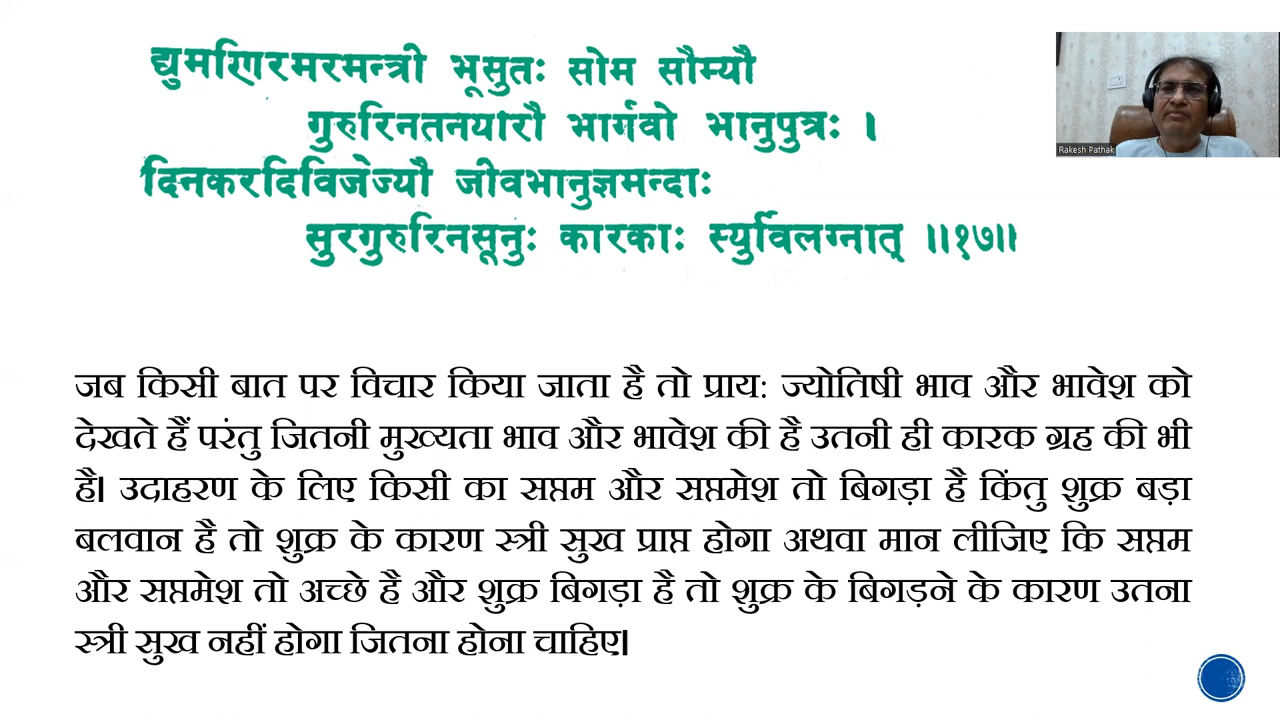 द्युमणिरमरमन्त्री भूसुतः सोम सौम्यौ
गुरुरिनतनयारौ भार्गवो भानुपुत्रः ।
दिनकरदिविजेज्यौ जीवभानुज्ञमन्दाः
सुरगुरुरिनसूनुः कारकाः स्युर्विलग्नात् ॥१७॥
Rakesh Pathak
जब किसी बात पर विचार किया जाता है तो प्रायः ज्योतिषी भाव और भावेश को
देखते हैं परंतु जितनी मुख्यता भाव और भावेश की है उतनी ही कारक ग्रह की भी
है। उदाहरण के लिए किसी का सप्तम और सप्तमेश तो बिगड़ा है किंतु शुक्र बड़ा
बलवान है तो शुक्र के कारण स्त्री सुख प्राप्त होगा अथवा मान लीजिए कि सप्तम
और सप्तमेश तो अच्छे है और शुक्र बिगड़ा है तो शुक्र के बिगड़ने के कारण उतना
स्त्री सुख नहीं होगा जितना होना चाहिए।